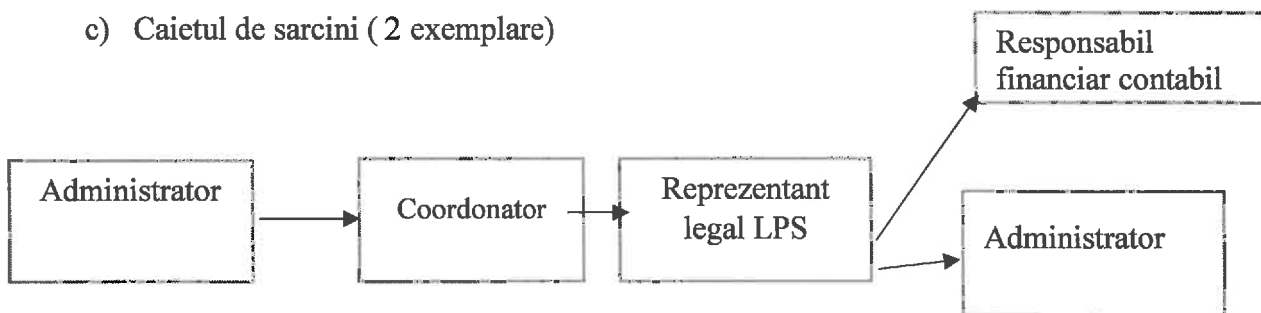 c) Caietul de sarcini ( 2 exemplare)
Responsabil
financiar contabil
Administrator
Coordonator
Reprezentant
legal LPS
Administrator